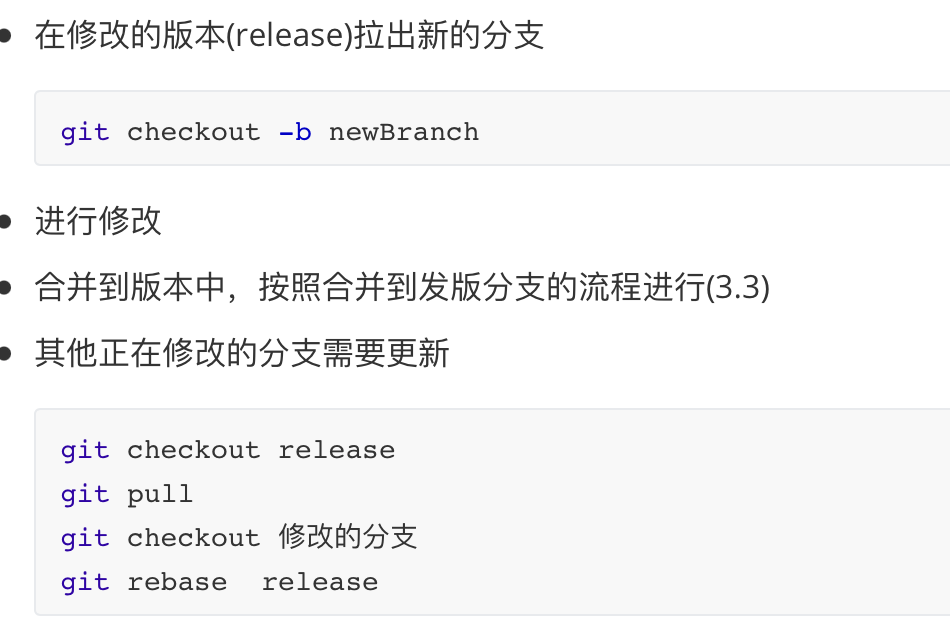 在修改的版本(release)拉出新的分支
git checkout -b newBranch
进行修改
合并到版本中，按照合并到发版分支的流程进行(3.3)
其他正在修改的分支需要更新
git checkout release
git pull
git checkout 修改的分支
git rebase  release